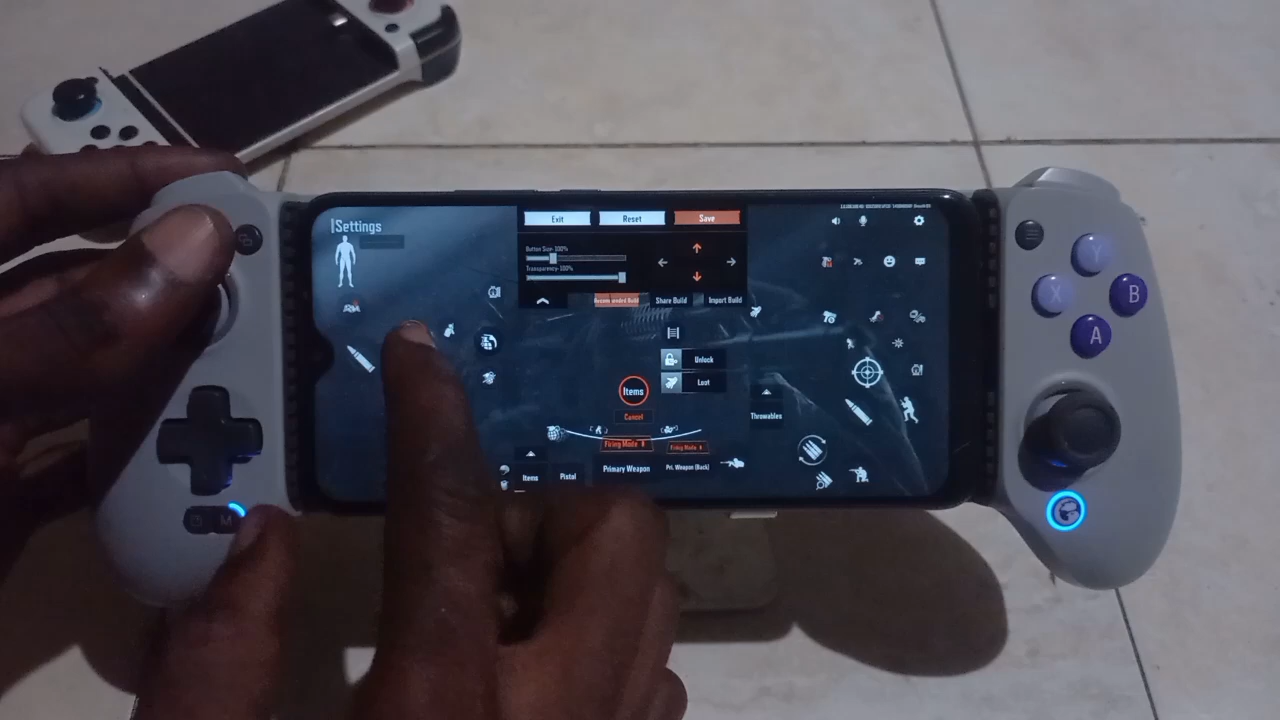 Settings
Exit
Reset
Save
Button Size-100%
Transparency-100%
Share Build
Import Build
Unlock
Loot
Items
Cancel
Throwables
Firing Mode
Firing Mode
Items
Pistol
Primary Weapon
Pri. Weapon (Back)
Y
X
B
A
M